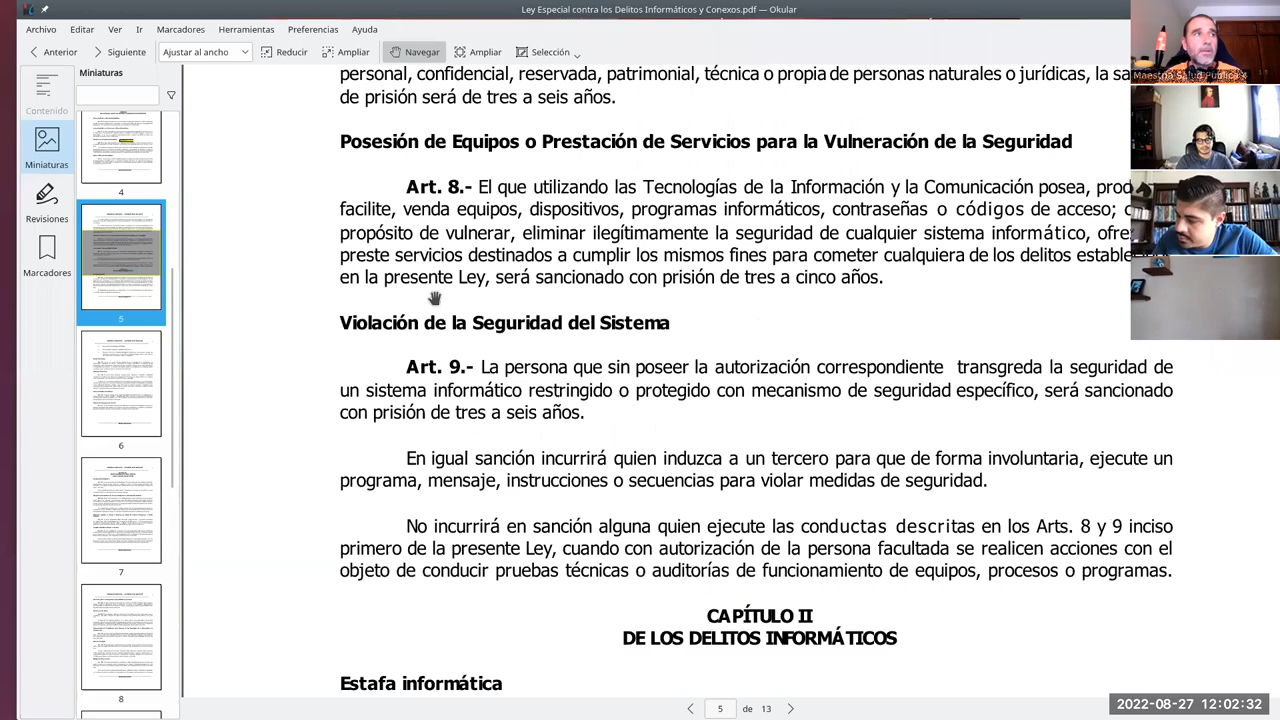 Ley Especial contra los Delitos Informáticos y Conexos.pdf — Okular
Archivo Editar Ver Ir Marcadores Herramientas Preferencias Ayuda
Anterior Siguiente Ajustar al ancho Reducir Ampliar Navegar Ampliar Selección
Maestria Salud Publica 4
Contenido
Miniaturas
Revisiones
Marcadores
Miniaturas
4
5
6
7
8
personal, confidencial, reservada, patrimonial, técnica o propia de personas naturales o jurídicas, la
de prisión será de tres a seis años.
de Equipos o de Servicios para la de la Seguridad
Art. 8.- El que utilizando las Tecnologías de la Información y la Comunicación posea,
facilite, venda equipos, dispositivos, programas informáticos, contraseñas o códigos de acceso;
propósito de vulnerar, eliminar ilegítimamente la seguridad de cualquier sistema informático,
preste servicios destinados a cumplir los mismos fines para cometer cualquiera de los delitos
en la presente Ley, será sancionado con prisión de tres a cinco años.
Violación de la Seguridad del Sistema
Art. 9.- La persona que sin poseer la autorización correspondiente transgreda la seguridad de
un sistema informático restringido o protegido con mecanismo de seguridad específico, será sancionado
con prisión de tres a seis años.
En igual sanción incurrirá quien induzca a un tercero para que de forma involuntaria, ejecute un
programa, mensaje, instrucciones o secuencias para violar medidas de seguridad.
No incurrirá en sanción alguna quien ejecute las conductas descritas en los Arts. 8 y 9 inciso
primero de la presente Ley, cuando con autorización de la persona facultada se realicen acciones con el
objeto de conducir pruebas técnicas o auditorías de funcionamiento de equipos, procesos o programas.
CAPÍTULO II
DE LOS DELITOS INFORMÁTICOS
Estafa informática
5 de 13
2022-08-27 12:02:32